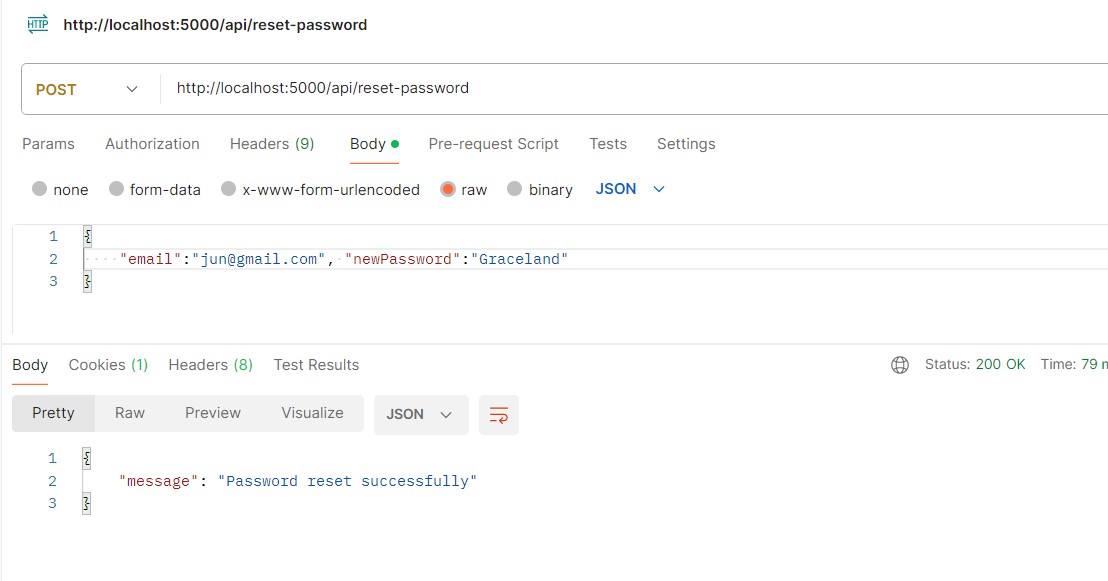 HTTP http://localhost:5000/api/reset-password
POST http://localhost:5000/api/reset-password
Params Authorization Headers (9) Body Pre-request Script Tests Settings
none form-data x-www-form-urlencoded raw binary JSON
1 {
2 "email":"jun@gmail.com", "newPassword":"Graceland"
3 }
Body Cookies (1) Headers (8) Test Results Status: 200 OK Time: 79 m
Pretty Raw Preview Visualize JSON
1 {
2 "message": "Password reset successfully"
3 }